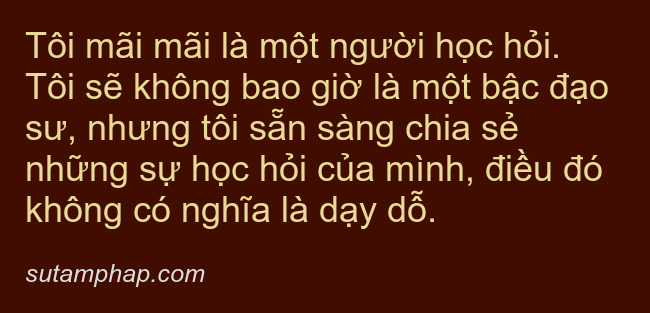 Tôi mãi mãi là một người học hỏi.
Tôi sẽ không bao giờ là một bậc đạo
sư, nhưng tôi sẵn sàng chia sẻ
những sự học hỏi của mình, điều đó
không có nghĩa là dạy dỗ.
sutamphap.com